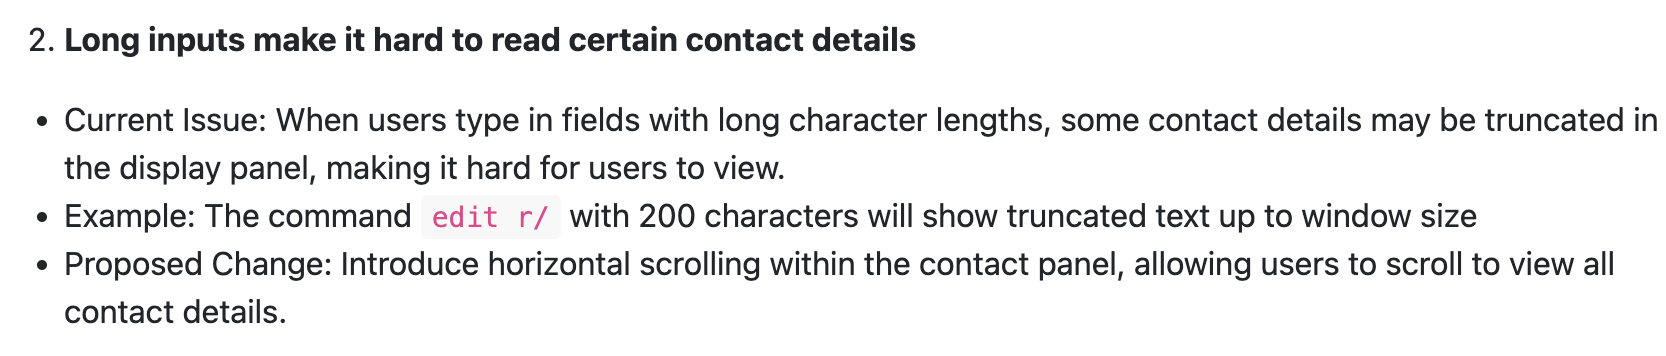 2. Long inputs make it hard to read certain contact details
• Current Issue: When users type in fields with long character lengths, some contact details may be truncated in
the display panel, making it hard for users to view.
• Example: The command edit r/ with 200 characters will show truncated text up to window size
• Proposed Change: Introduce horizontal scrolling within the contact panel, allowing users to scroll to view all
contact details.